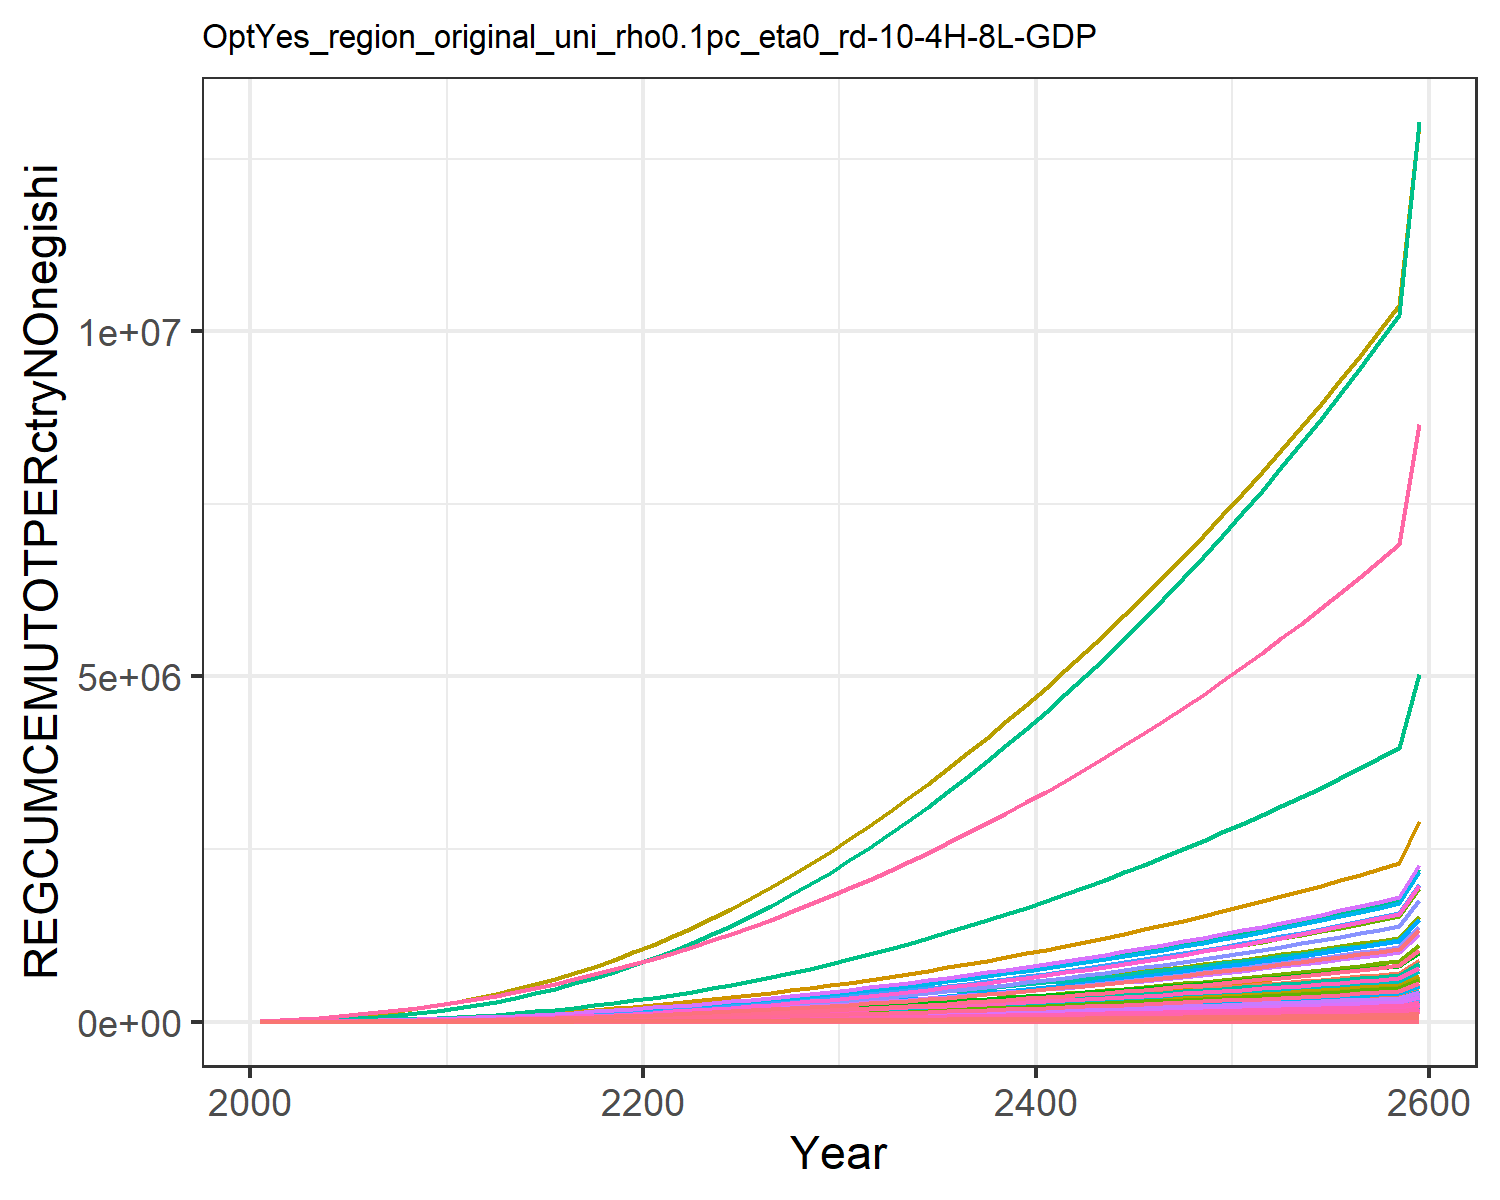 OptYes_region_original_uni_rho0.1pc_eta0_rd-10-4H-8L-GDP
REGCUMCEMUTOTPERctryNOnegishi
1e+07
5e+06
0e+00
2000 2200 2400 2600
Year